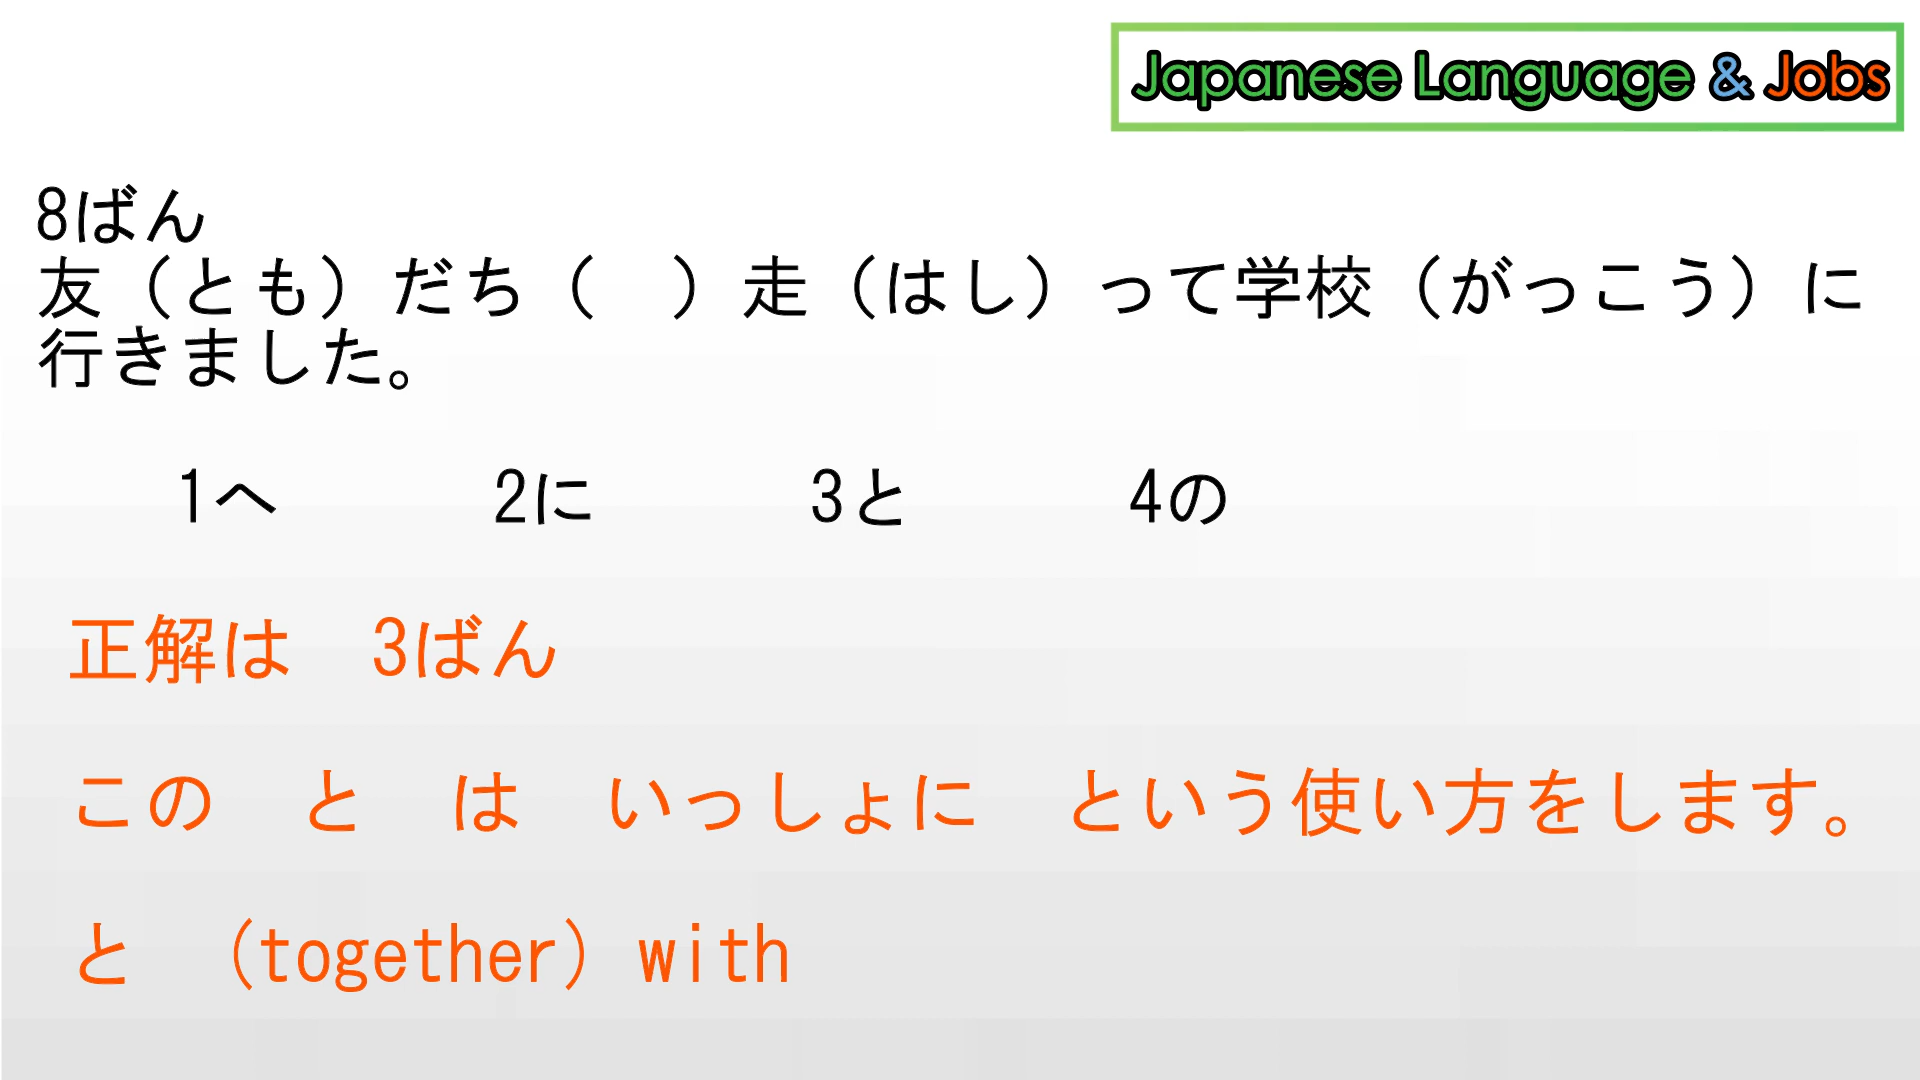 Japanese Language & Jobs
8ばん
友（とも）だち（　）走（はし）って学校（がっこう）に
行きました。
1へ　2に　3と　4の
正解は　3ばん
この　と　は　いっしょに　という使い方をします。
と　（together）with